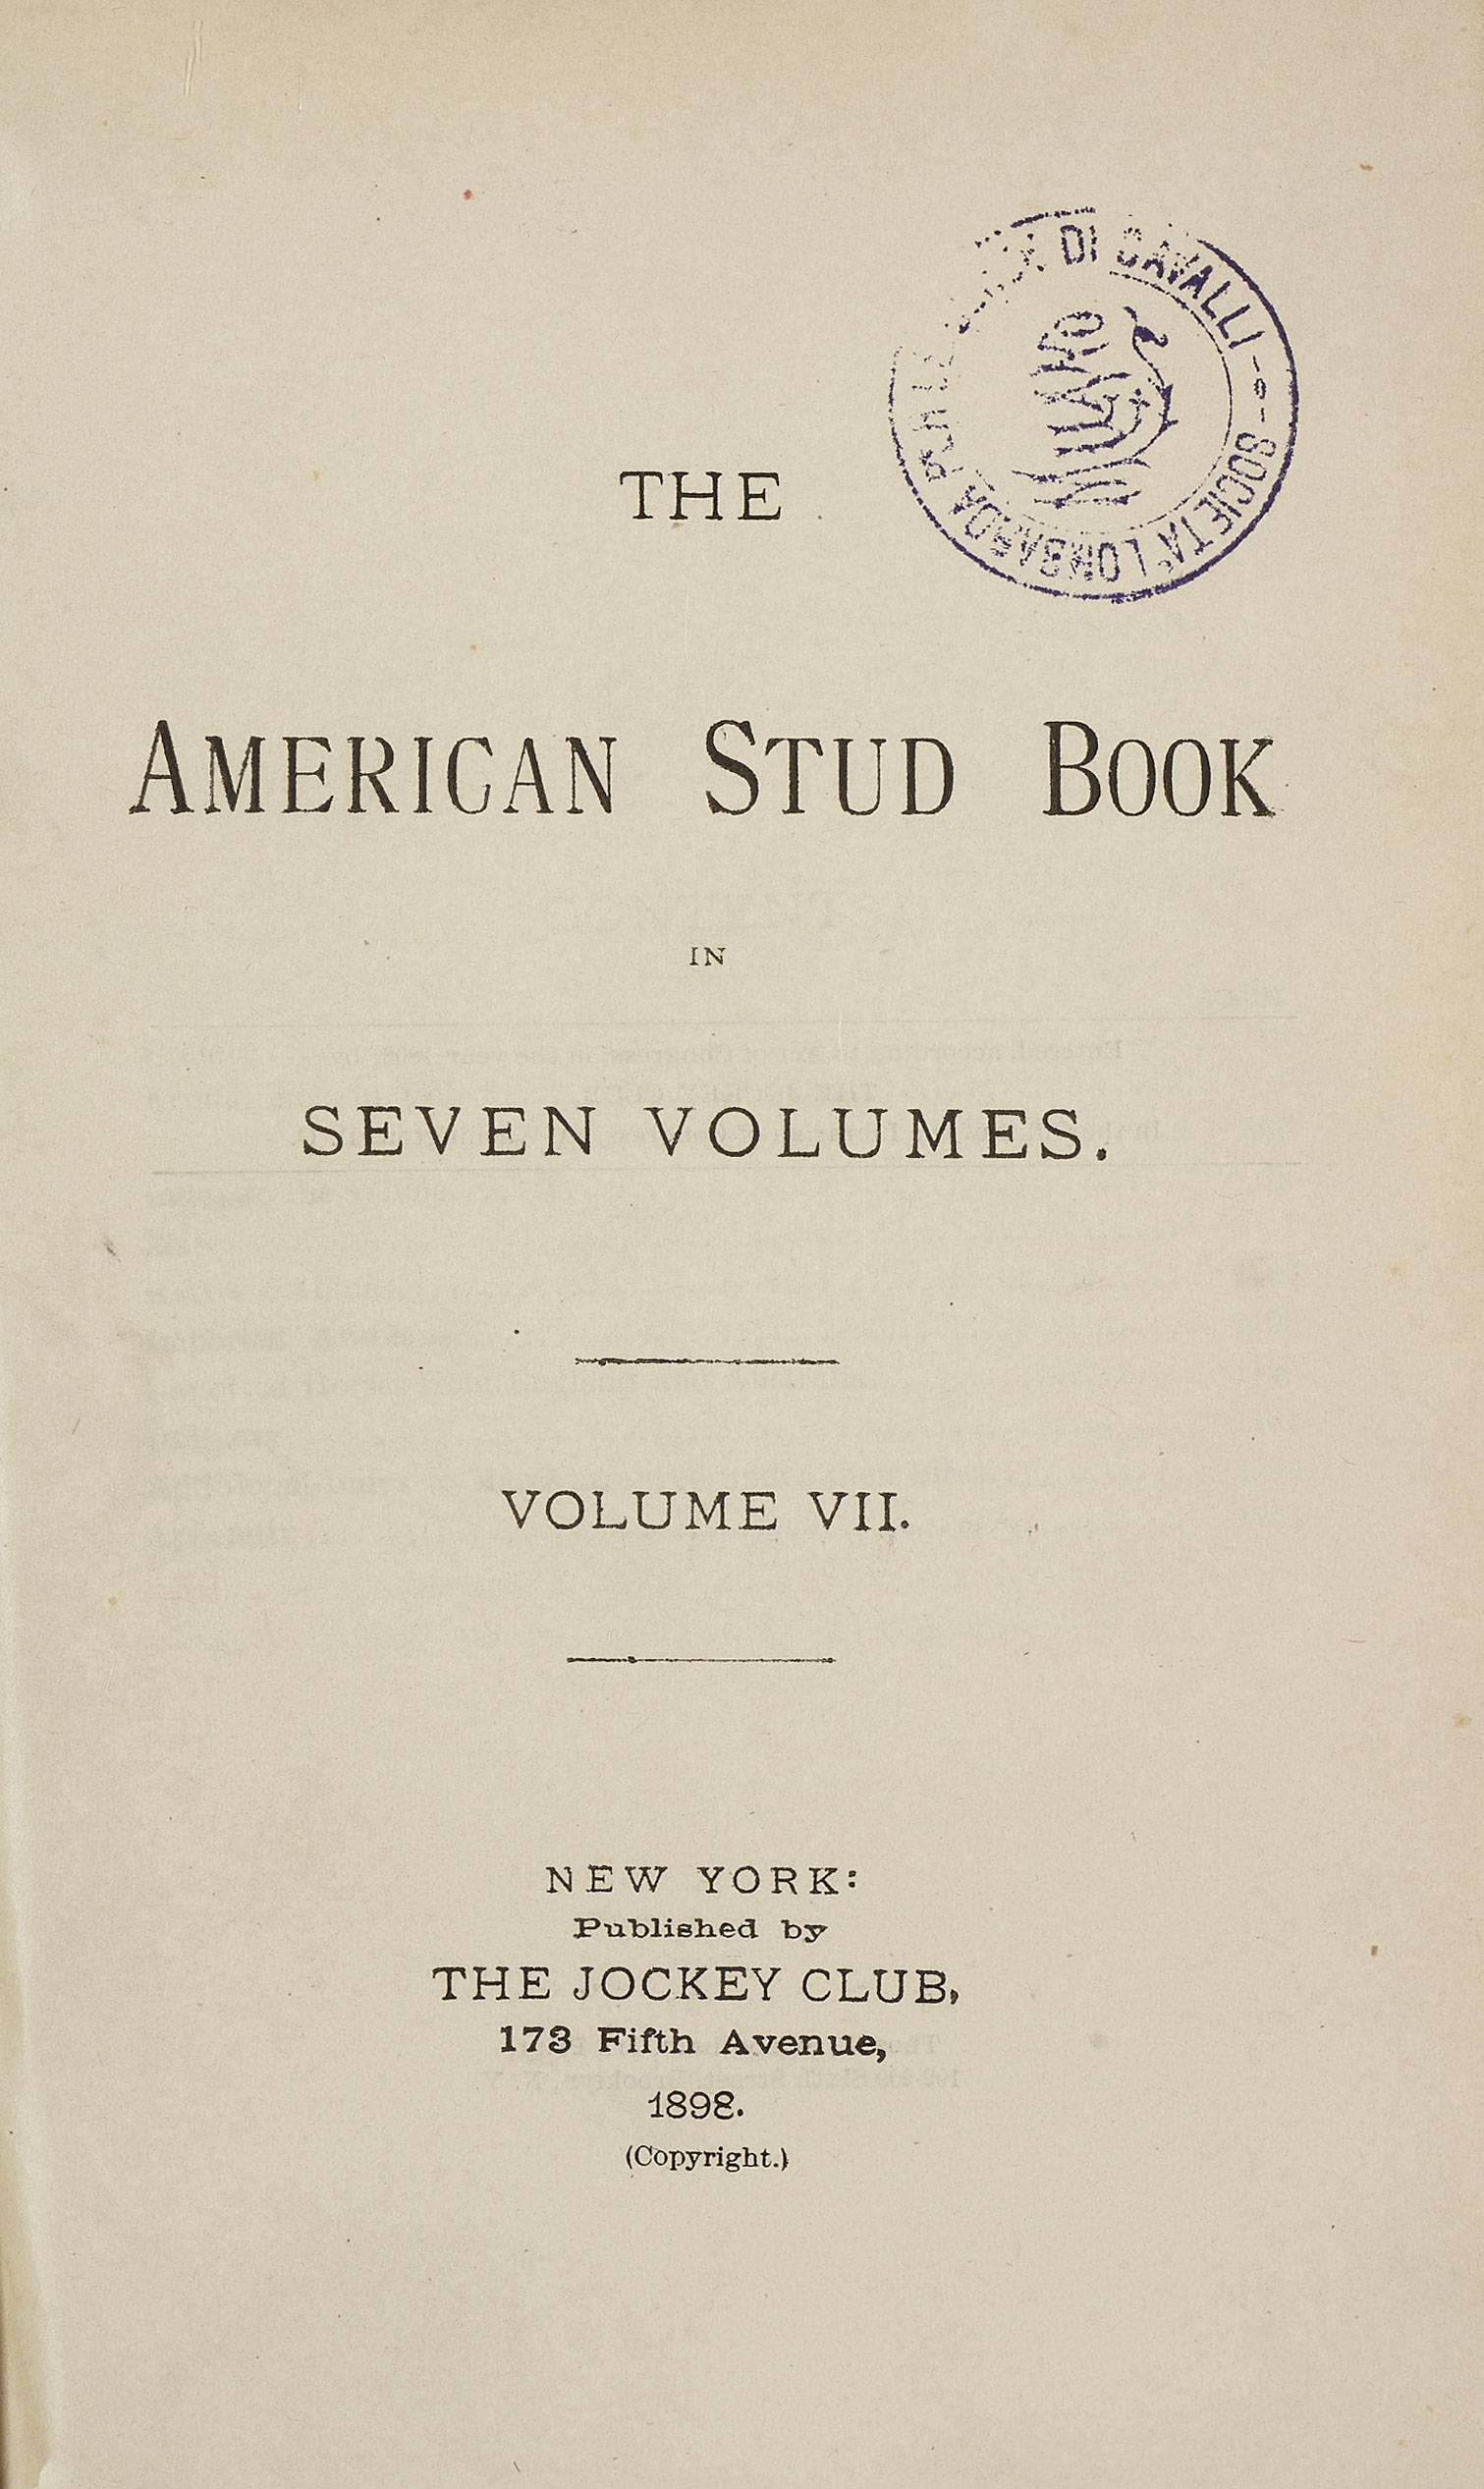 DI CAVALLI
SOCIETA' LOMBARDA
MILANO
THE
AMERICAN STUD BOOK
IN
SEVEN VOLUMES.
VOLUME VII.
NEW YORK:
Published by
THE JOCKEY CLUB,
173 Fifth Avenue,
1898.
(Copyright.)